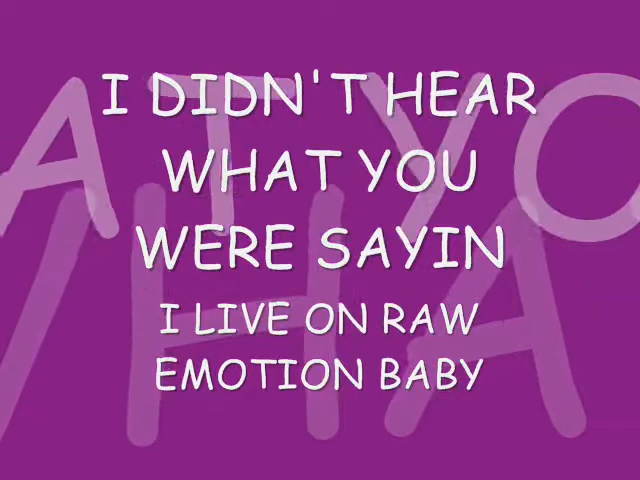 I DIDN'T HEAR
WHAT YOU
WERE SAYIN
I LIVE ON RAW
EMOTION BABY